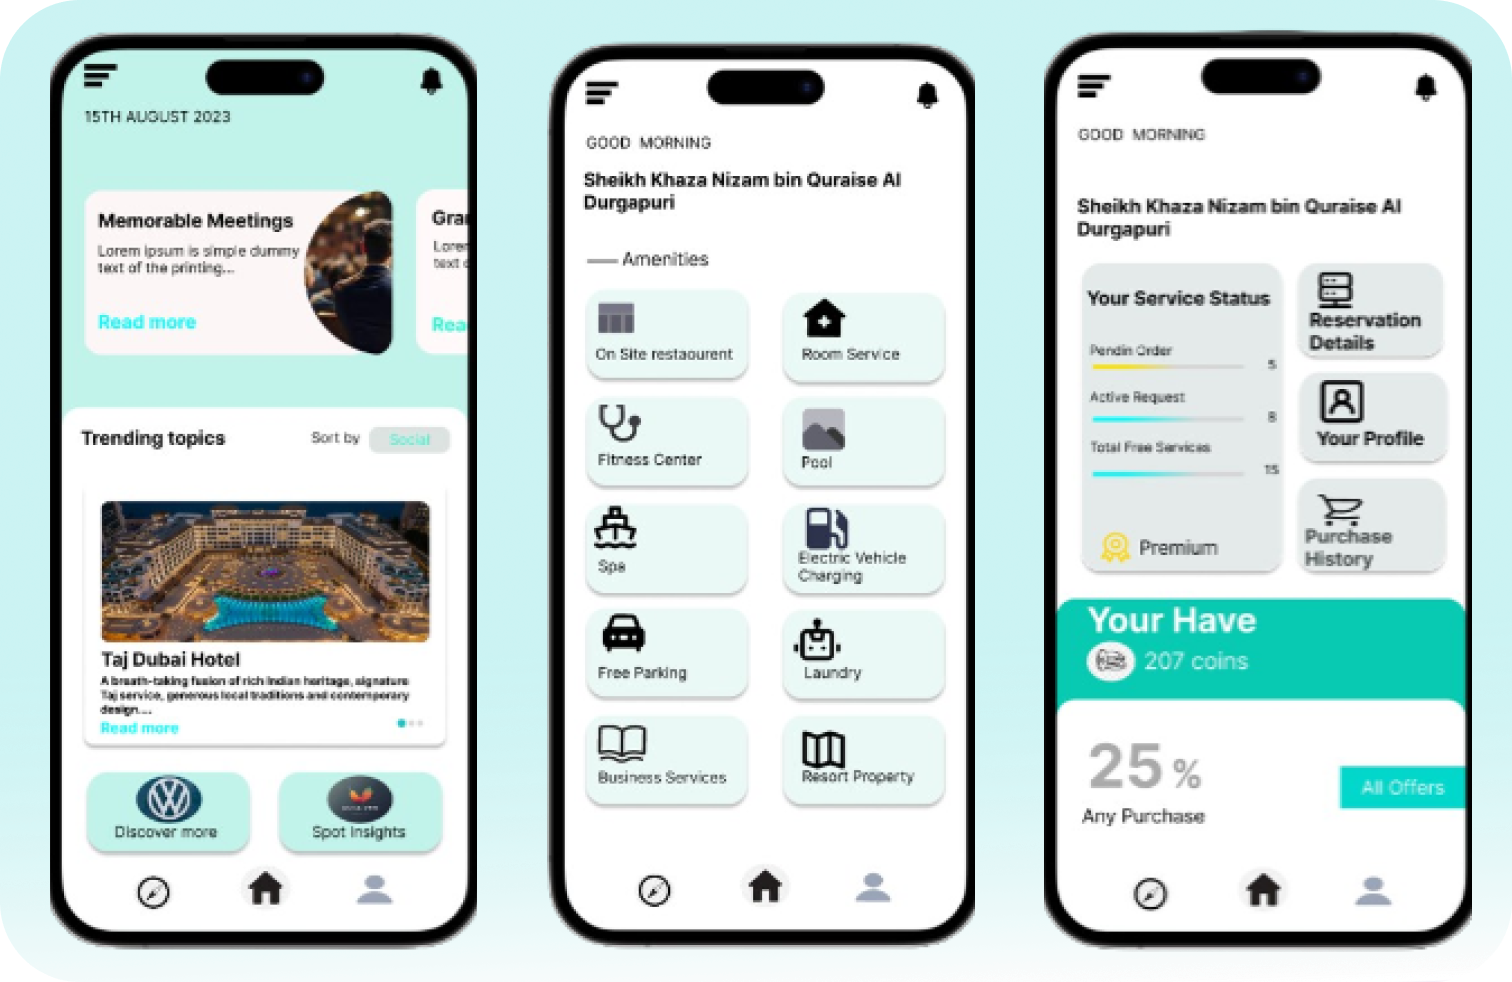 15TH AUGUST 2023
Memorable Meetings
Lorem ipsum is simple dummy
text of the printing...
Read more
Gra
Lore
text
Rea
Trending topics
Sort by
Social
Taj Dubai Hotel
A breath-taking fusion of rich Indian heritage, signature
Taj service, generous local traditions and contemporary
design....
Read more
Discover more
Spot Insights
GOOD MORNING
Sheikh Khaza Nizam bin Quraise Al
Durgapuri
Amenities
On Site restaourent
Room Service
Fitness Center
Pool
Spa
Electric Vehicle
Charging
Free Parking
Laundry
Business Services
Resort Property
GOOD MORNING
Sheikh Khaza Nizam bin Quraise Al
Durgapuri
Your Service Status
Pendin Order
5
Active Request
8
Total Free Services
15
Premium
Reservation
Details
Your Profile
Purchase
History
Your Have
207 coins
25 %
Any Purchase
All Offers